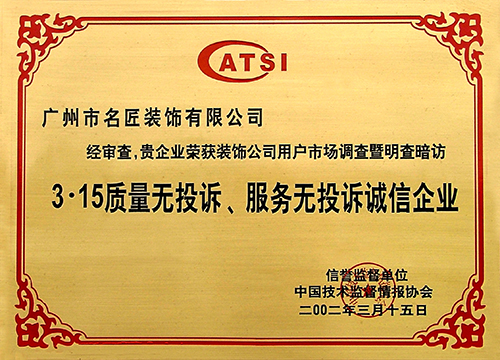 CATSI
广州市名匠装饰有限公司
经审查,贵企业荣获装饰公司用户市场调查暨明查暗访
3·15质量无投诉、服务无投诉诚信企业
信誉监督单位
中国技术监督情报协会
二00二年三月十五日